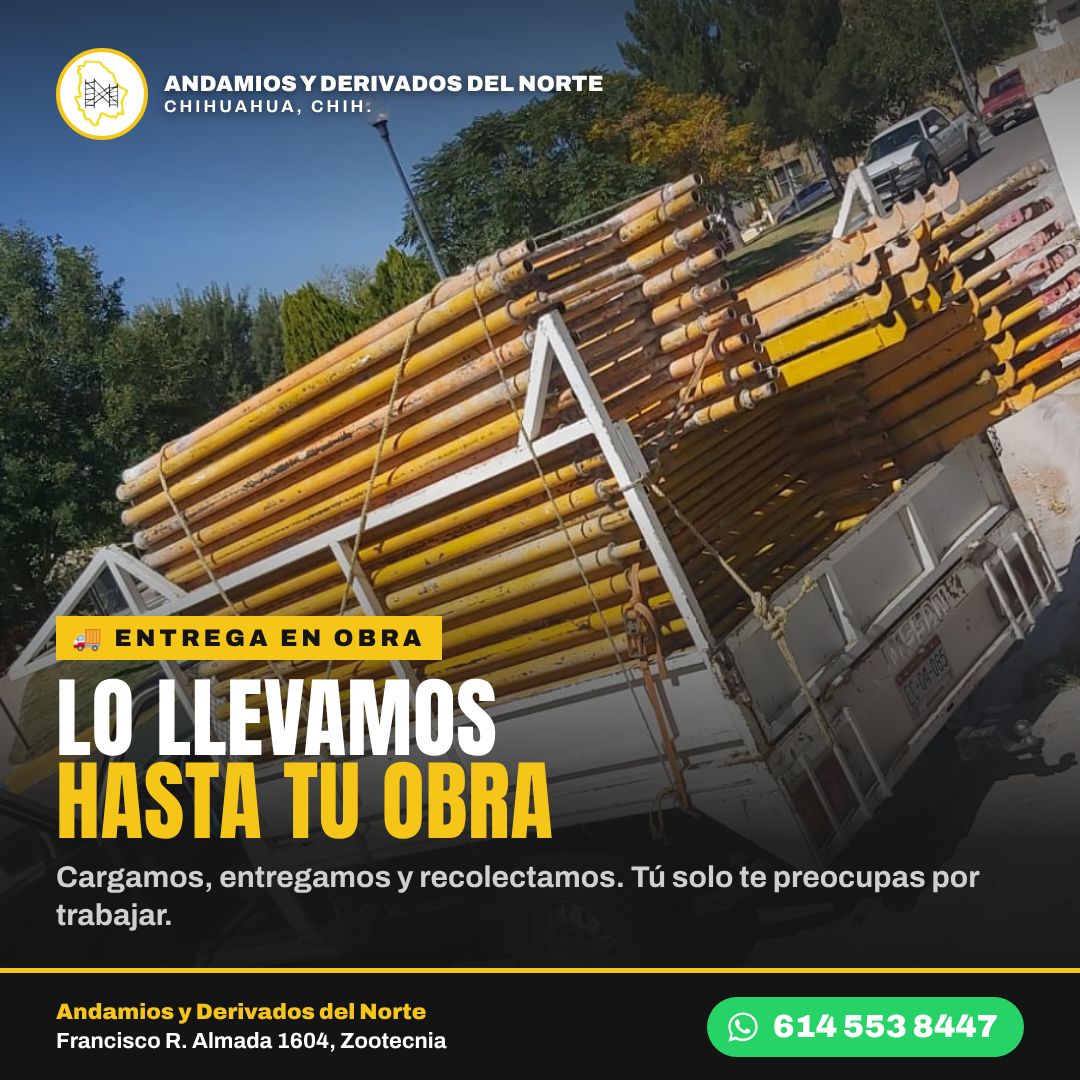 ANDAMIOS Y DERIVADOS DEL NORTE
CHIHUAHUA, CHIH.
NISSAN
🚚 ENTREGA EN OBRA
LO LLEVAMOS
HASTA TU OBRA
Cargamos, entregamos y recolectamos. Tú solo te preocupas por
trabajar.
Andamios y Derivados del Norte
Francisco R. Almada 1604, Zootecnia
614 553 8447